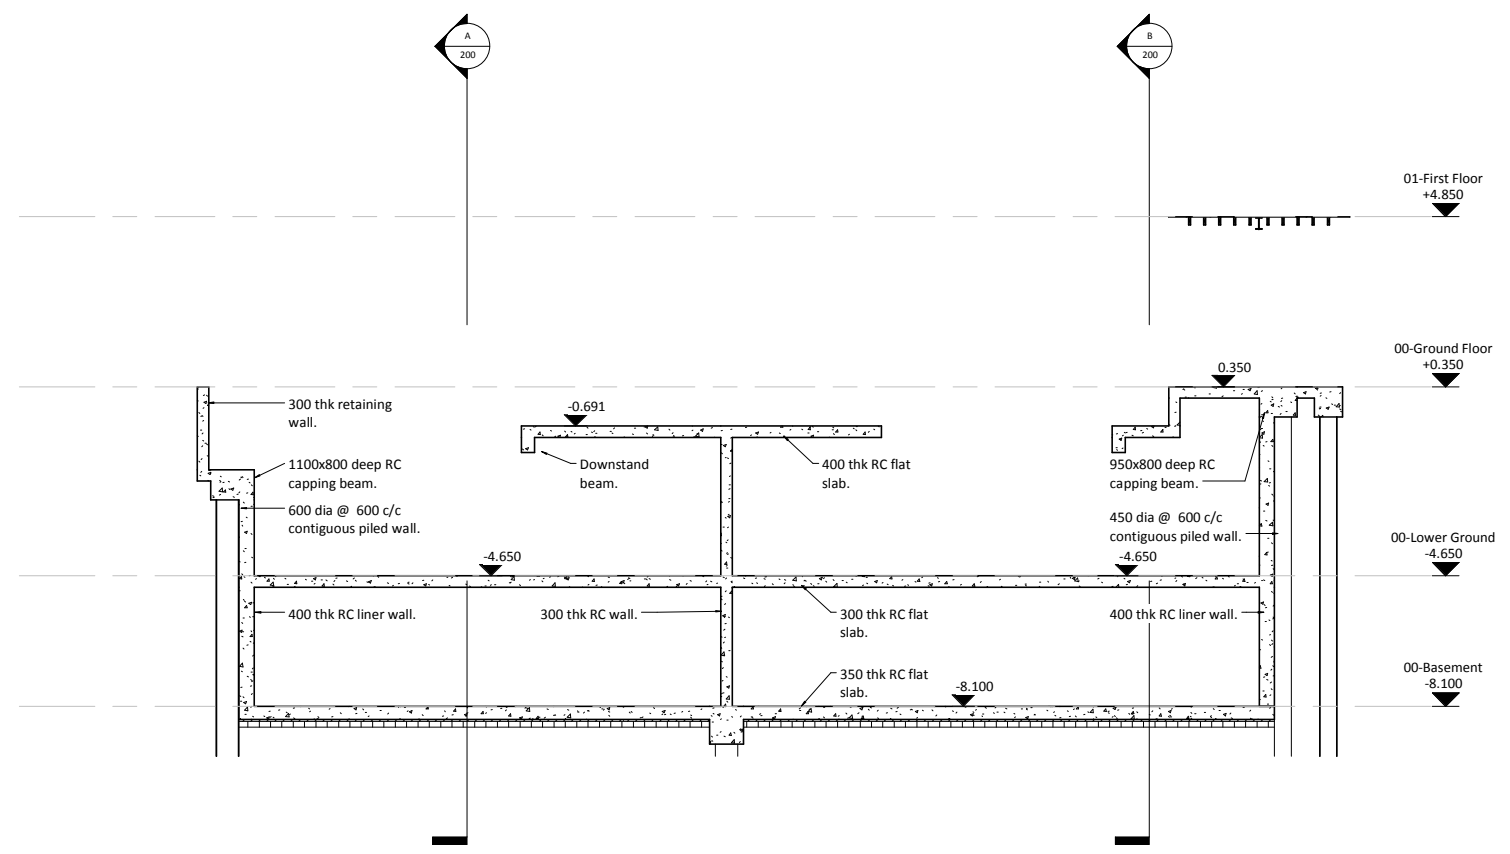 A
200
B
200
01-First Floor
+4.850
00-Ground Floor
+0.350
0.350
300 thk retaining
wall.
-0.691
1100x800 deep RC
capping beam.
Downstand
beam.
400 thk RC flat
slab.
950x800 deep RC
capping beam.
600 dia @  600 c/c
contiguous piled wall.
450 dia @  600 c/c
contiguous piled wall.
00-Lower Ground
-4.650
-4.650
-4.650
400 thk RC liner wall.
300 thk RC wall.
300 thk RC flat
slab.
400 thk RC liner wall.
350 thk RC flat
slab.
-8.100
00-Basement
-8.100